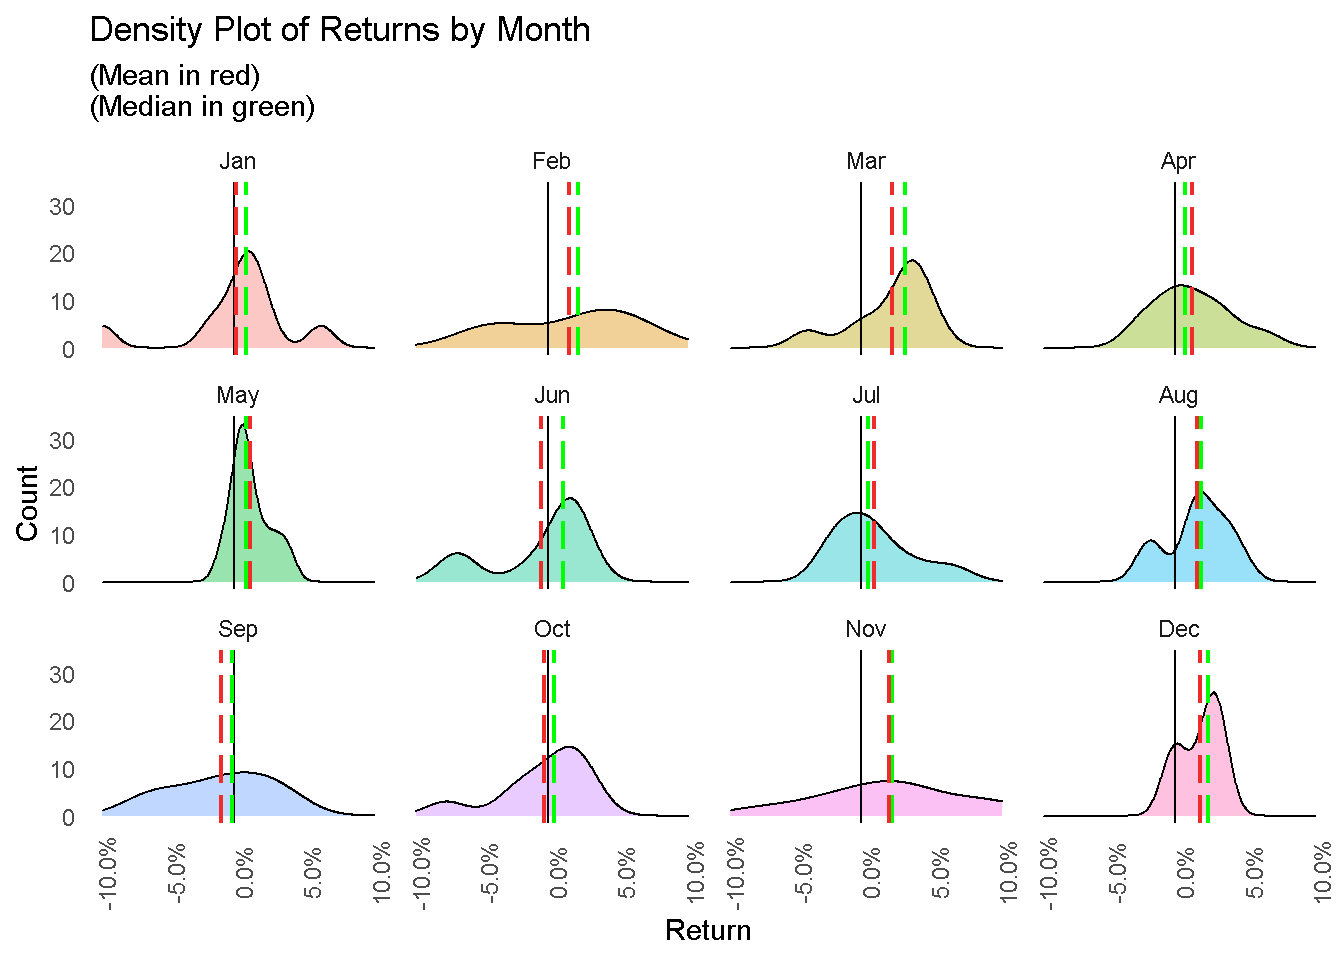 Density Plot of Returns by Month
(Mean in red)
(Median in green)
Jan
Feb
Mar
Apr
30
20
10
0
May
Jun
Jul
Aug
30
20
10
0
Count
Sep
Oct
Nov
Dec
30
20
10
0
-10.0%
-5.0%
0.0%
5.0%
10.0%
-10.0%
-5.0%
0.0%
5.0%
10.0%
-10.0%
-5.0%
0.0%
5.0%
10.0%
-10.0%
-5.0%
0.0%
5.0%
10.0%
Return